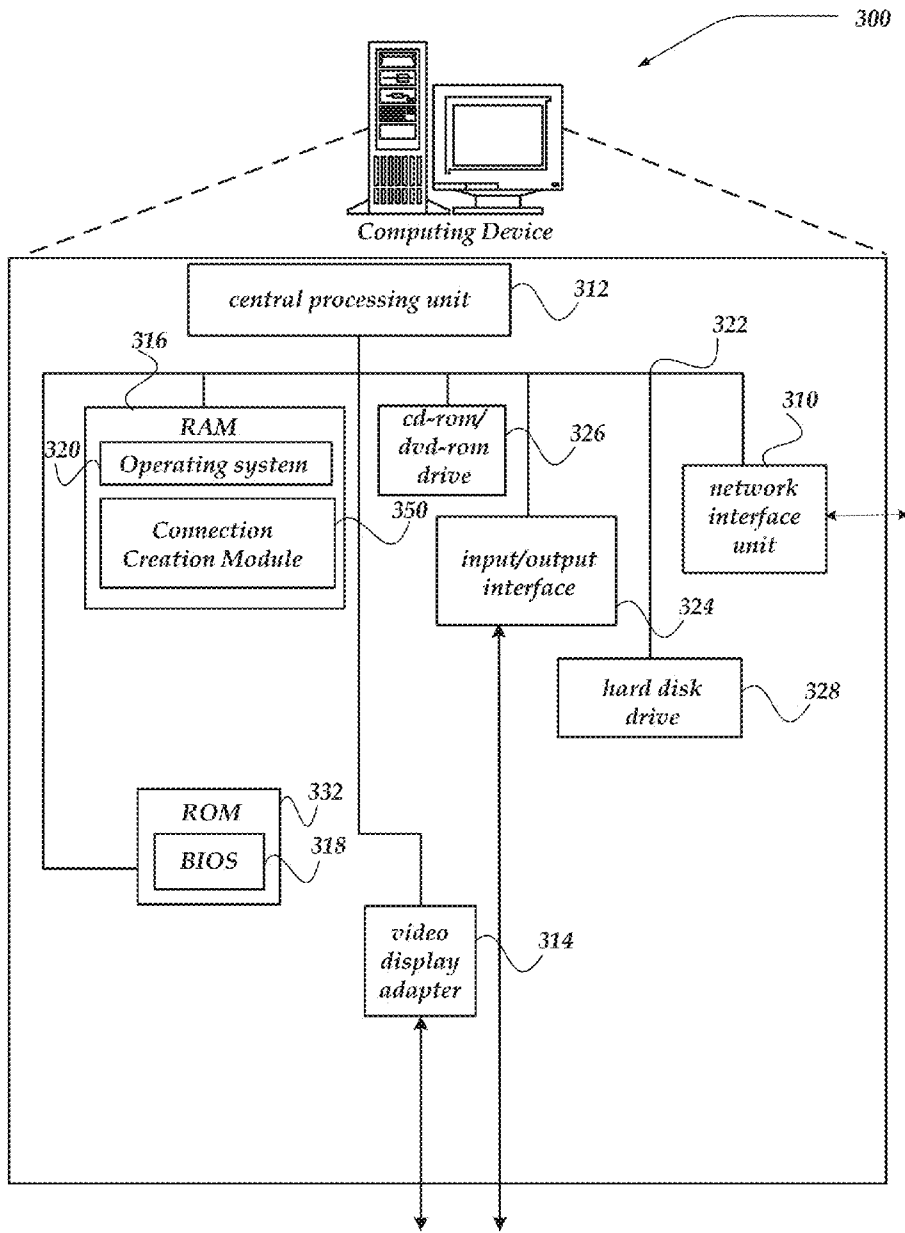 300
Computing Device
central processing unit
312
322
316
310
RAM
cd-rom/
dvd-rom
drive
326
320
Operating system
350
Connection
Creation Module
network
interface
unit
input/output
interface
324
hard disk
drive
328
332
ROM
318
BIOS
video
display
adapter
314